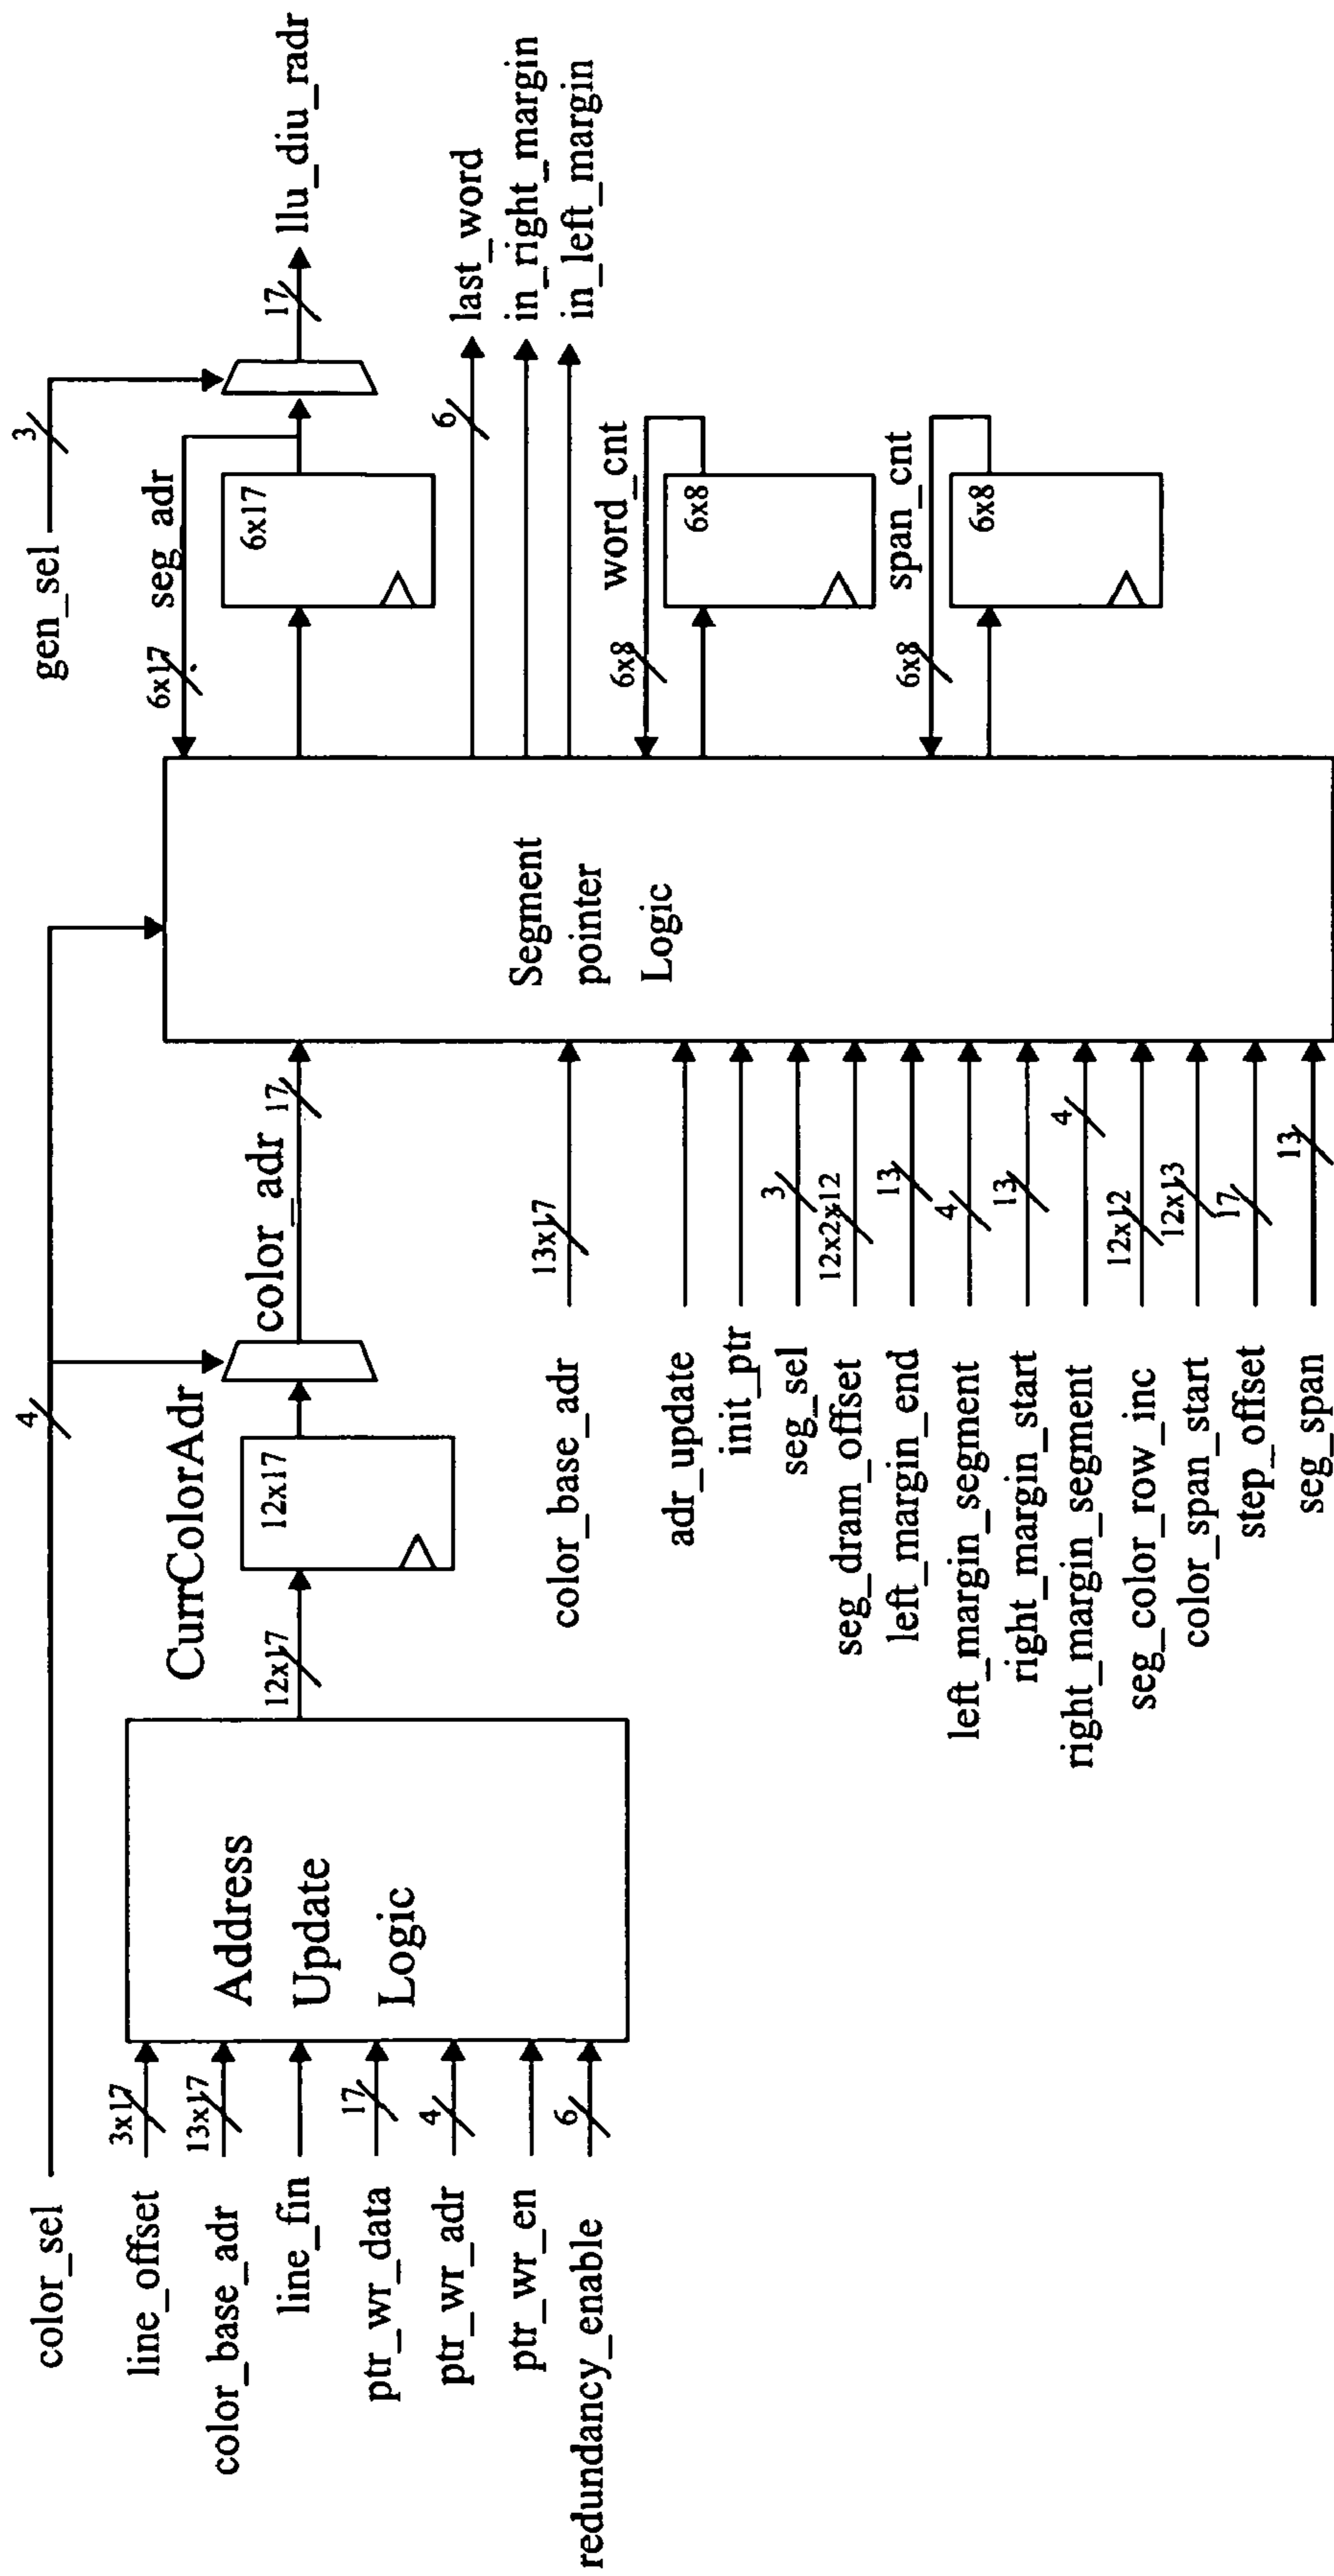 color_sel
4
line_offset
3x17
color_base_adr
13x17
line_fin
ptr_wr_data
17
ptr_wr_adr
4
ptr_wr_en
redundancy_enable
6
Address
Update
Logic
12x17
CurrColorAdr
12x17
color_adr
17
color_base_adr
13x17
adr_update
init_ptr
seg_sel
3
seg_dram_offset
12x2x12
left_margin_end
13
left_margin_segment
4
right_margin_start
13
right_margin_segment
4
seg_color_row_inc
12x12
color_span_start
12x13
step_offset
17
seg_span
13
Segment
pointer
Logic
gen_sel
3
6x17
seg_adr
6x17
17
llu_diu_radr
6
last_word
in_right_margin
in_left_margin
word_cnt
6x8
6x8
span_cnt
6x8
6x8